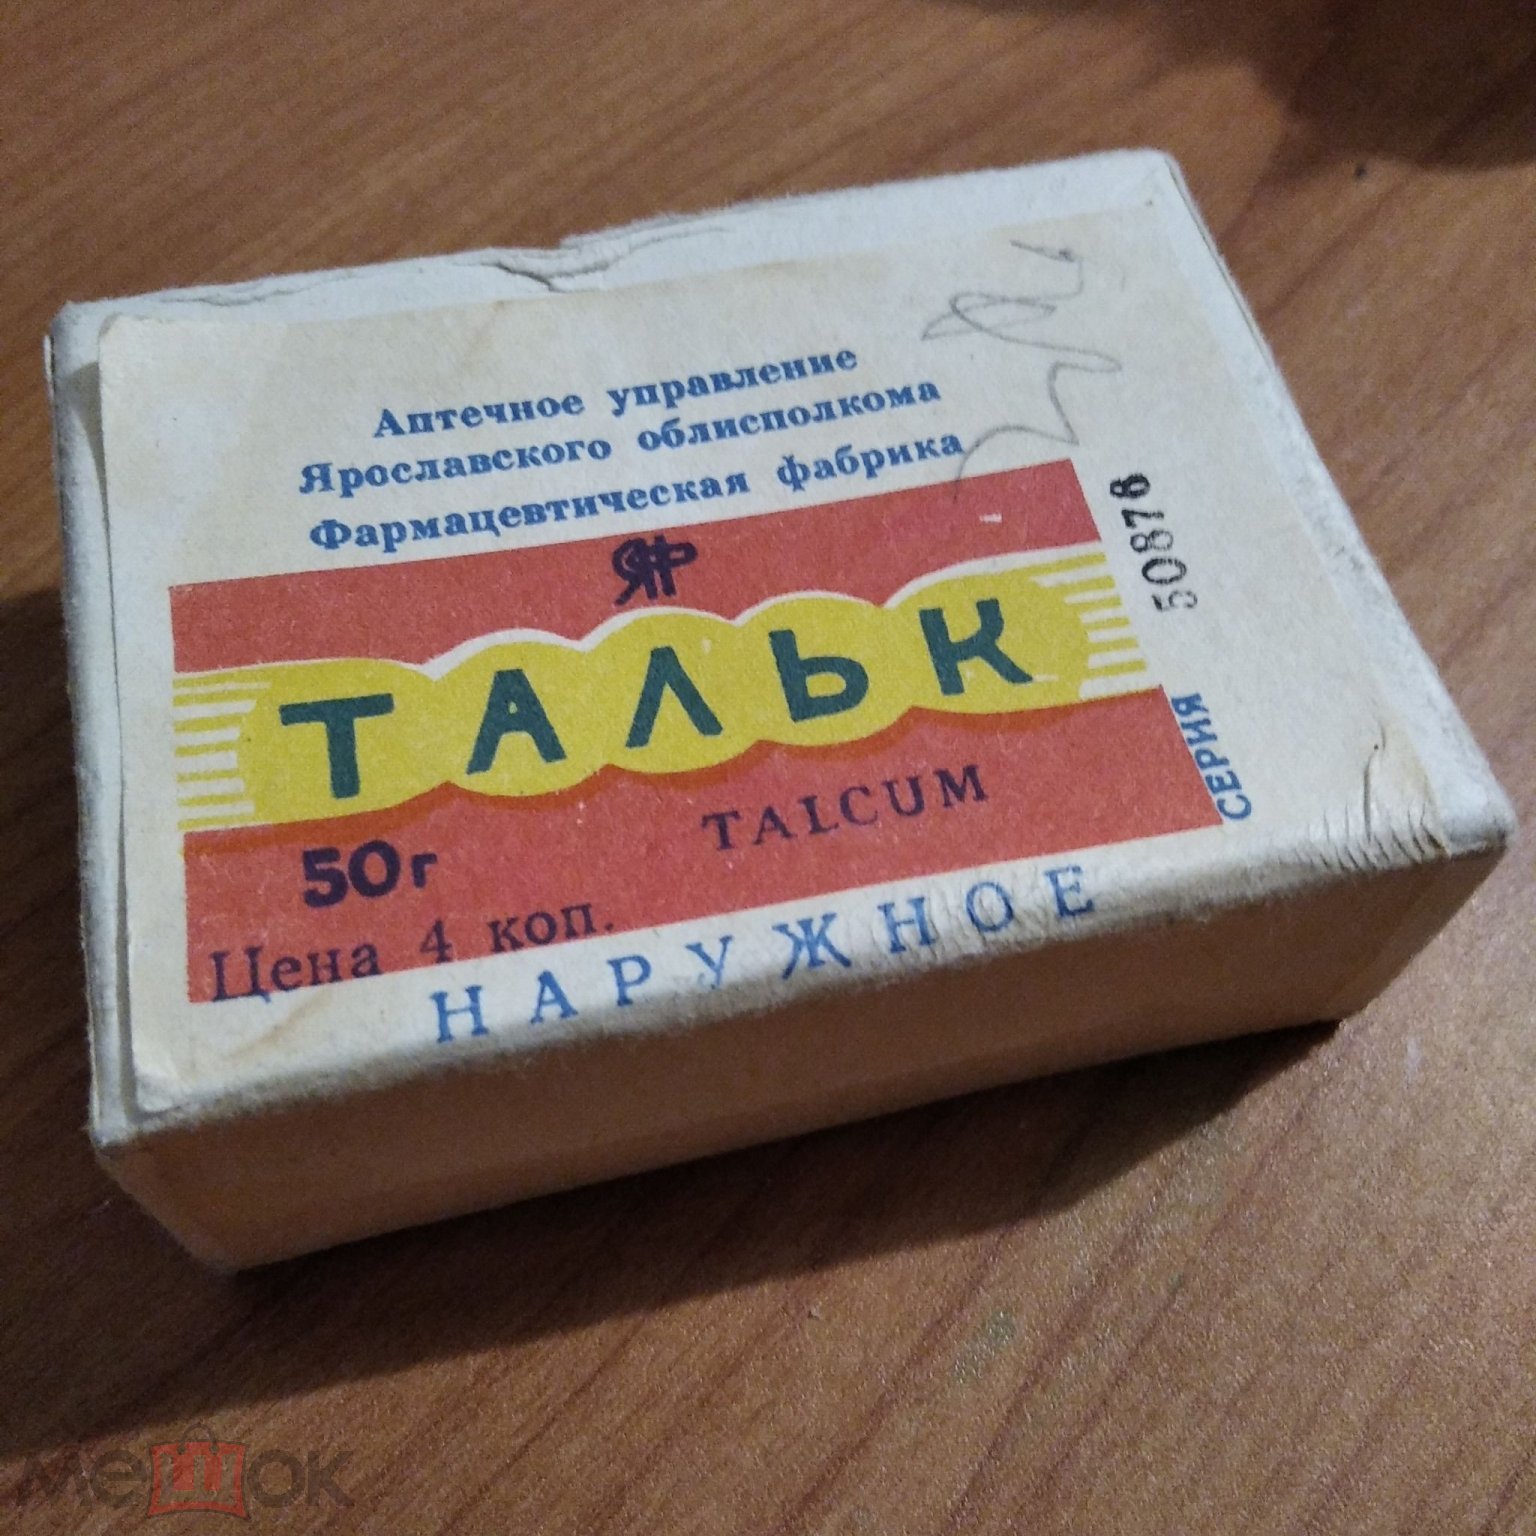 Аптечное управление
Ярославского облисполкома
Фармацевтическая фабрика
ЯФ
ТАЛЬК
TALCUM
50г
Цена 4 коп.
НАРУЖНОЕ
СЕРИЯ 50878
мешок